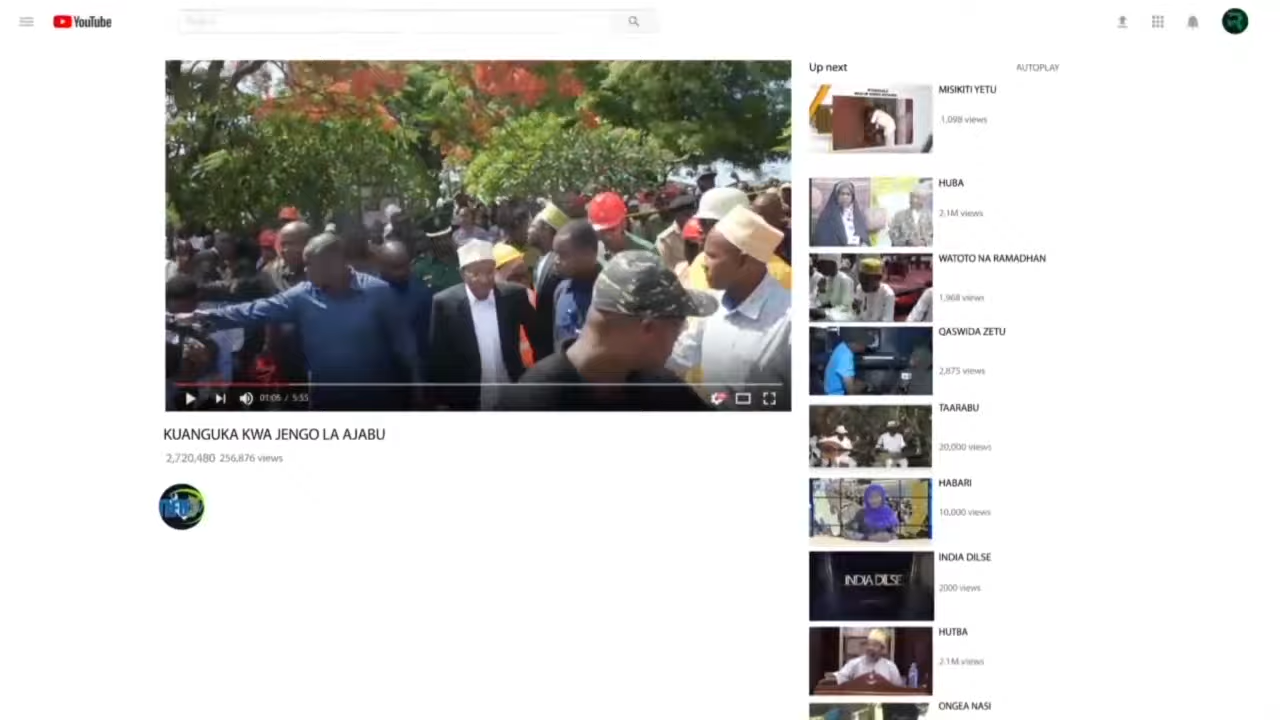 YouTube
Up next
AUTOPLAY
MISIKITI YETU
1,098 views
HUBA
2.1M views
WATOTO NA RAMADHAN
1,968 views
QASWIDA ZETU
2,875 views
TAARABU
20,000 views
HABARI
10,000 views
INDIA DILSE
INDIA DILSE
2000 views
HUTBA
2.1M views
ONGEA NASI
01:06 / 5:55
KUANGUKA KWA JENGO LA AJABU
2,720,480 256,876 views